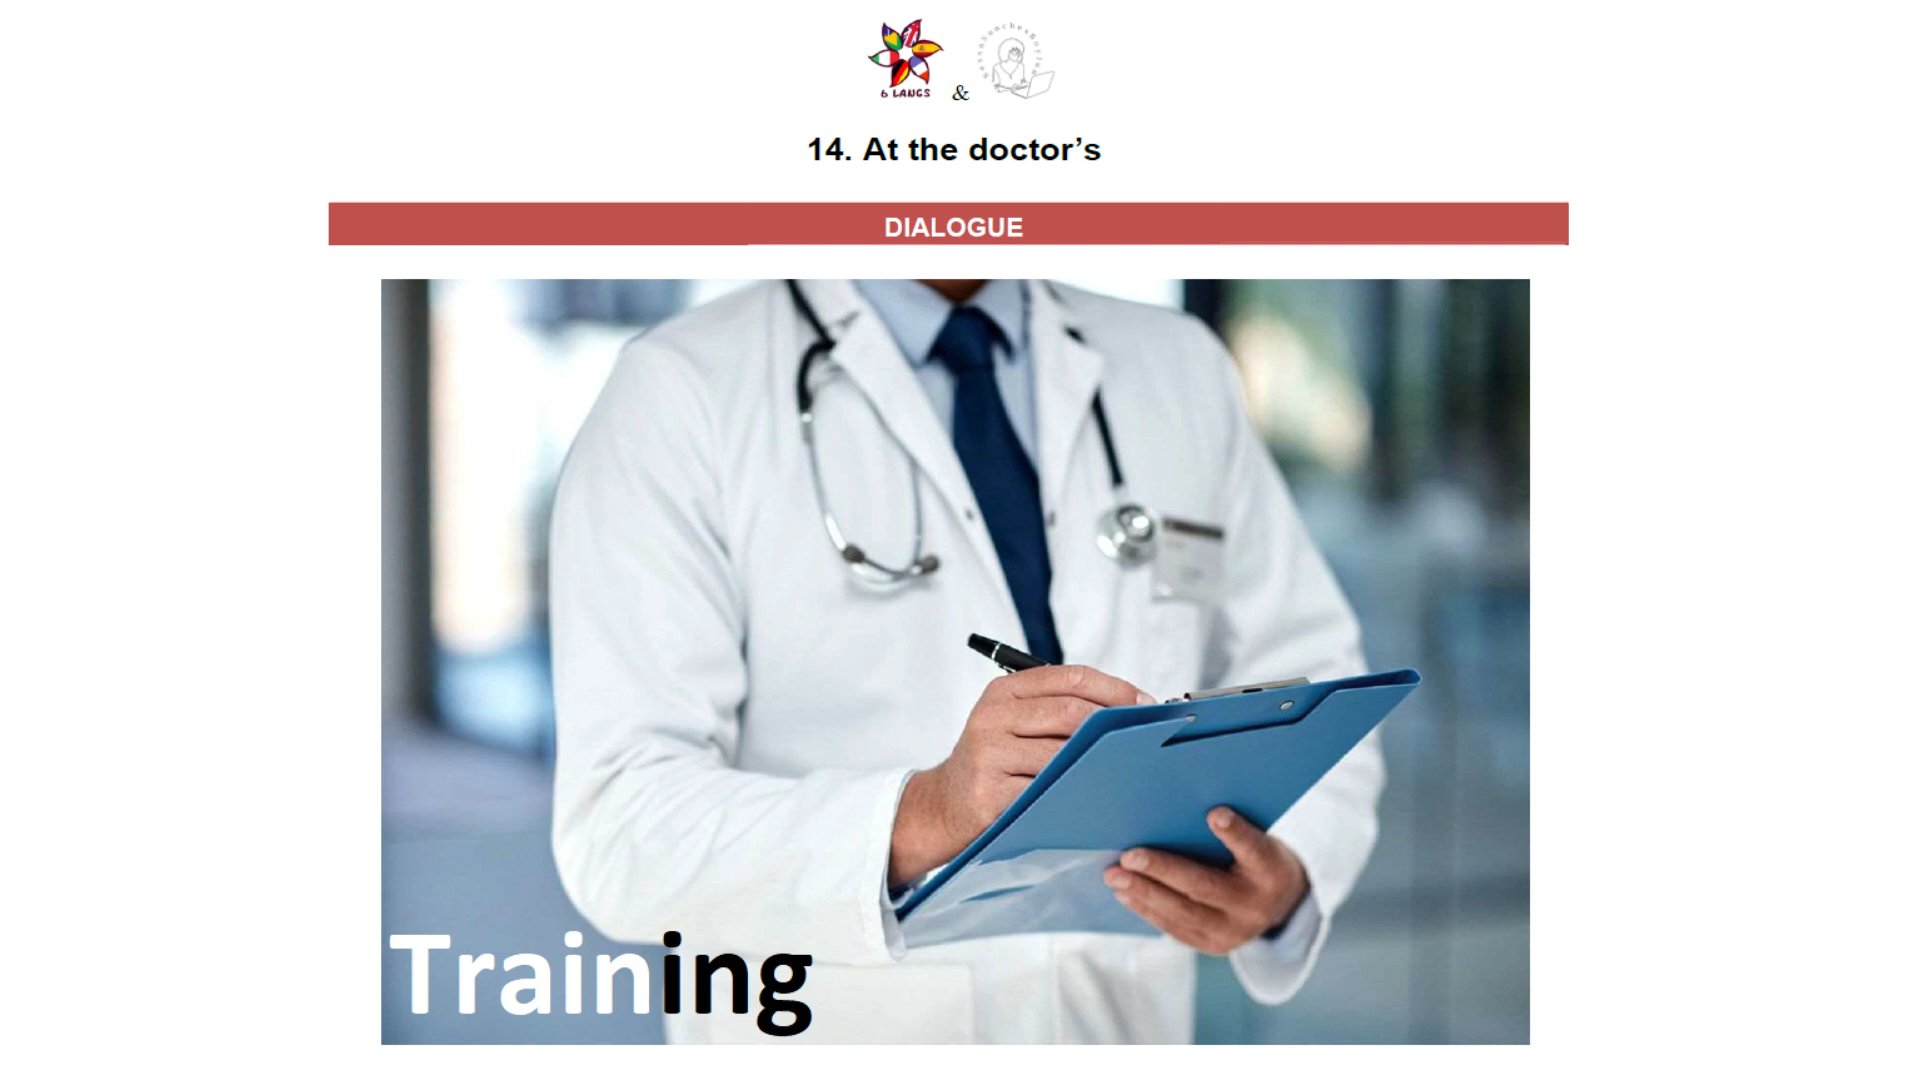 6 LANGS
&
14. At the doctor’s
DIALOGUE
Training